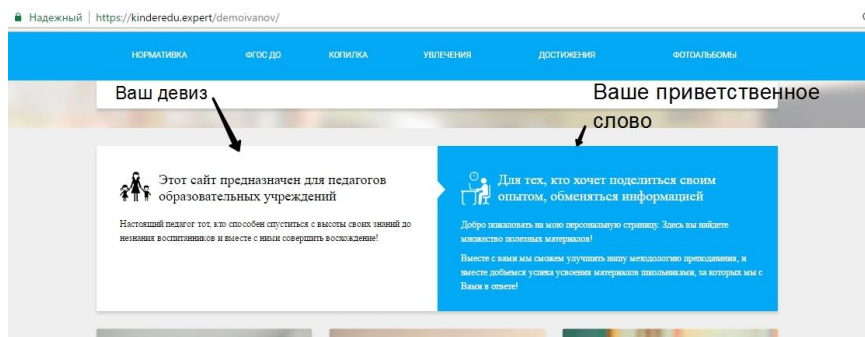 Надежный | https://kinderedu.expert/demoivanov/
НОРМАТИВКА ФГОС ДО КОПИЛКА УВЛЕЧЕНИЯ ДОСТИЖЕНИЯ ФОТОАЛЬБОМЫ
Ваш девиз
Ваше приветственное
слово
Этот сайт предназначен для педагогов
образовательных учреждений
Настоящий педагог тот, кто способен спуститься с высоты своих знаний до
незнания воспитанников и вместе с ними совершить восхождение!
Для тех, кто хочет поделиться своим
опытом, обменяться информацией
Добро пожаловать на мою персональную страницу. Здесь вы найдете
множество полезных материалов!
Вместе с вами мы сможем улучшить нашу методологию преподавания, и
вместе добьемся успеха усвоения материалов школьниками, за которых мы с
Вами в ответе!